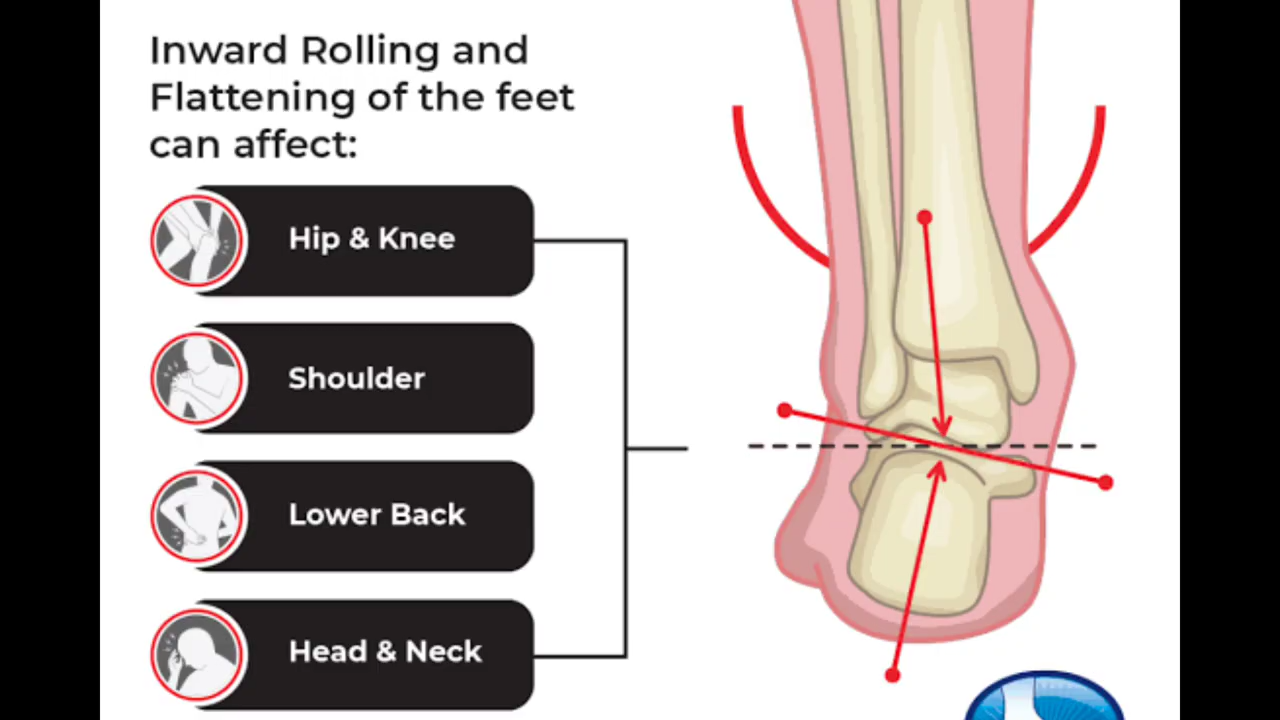 Inward Rolling and
Flattening of the feet
can affect:
Hip & Knee
Shoulder
Lower Back
Head & Neck